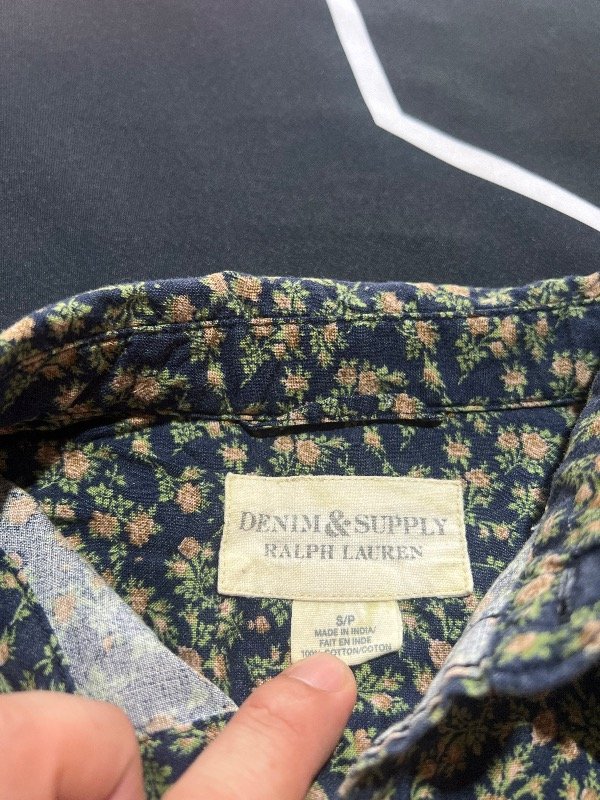 DENIM & SUPPLY
RALPH LAUREN
S/P
MADE IN INDIA/
FAIT EN INDE
100% COTTON/COTON